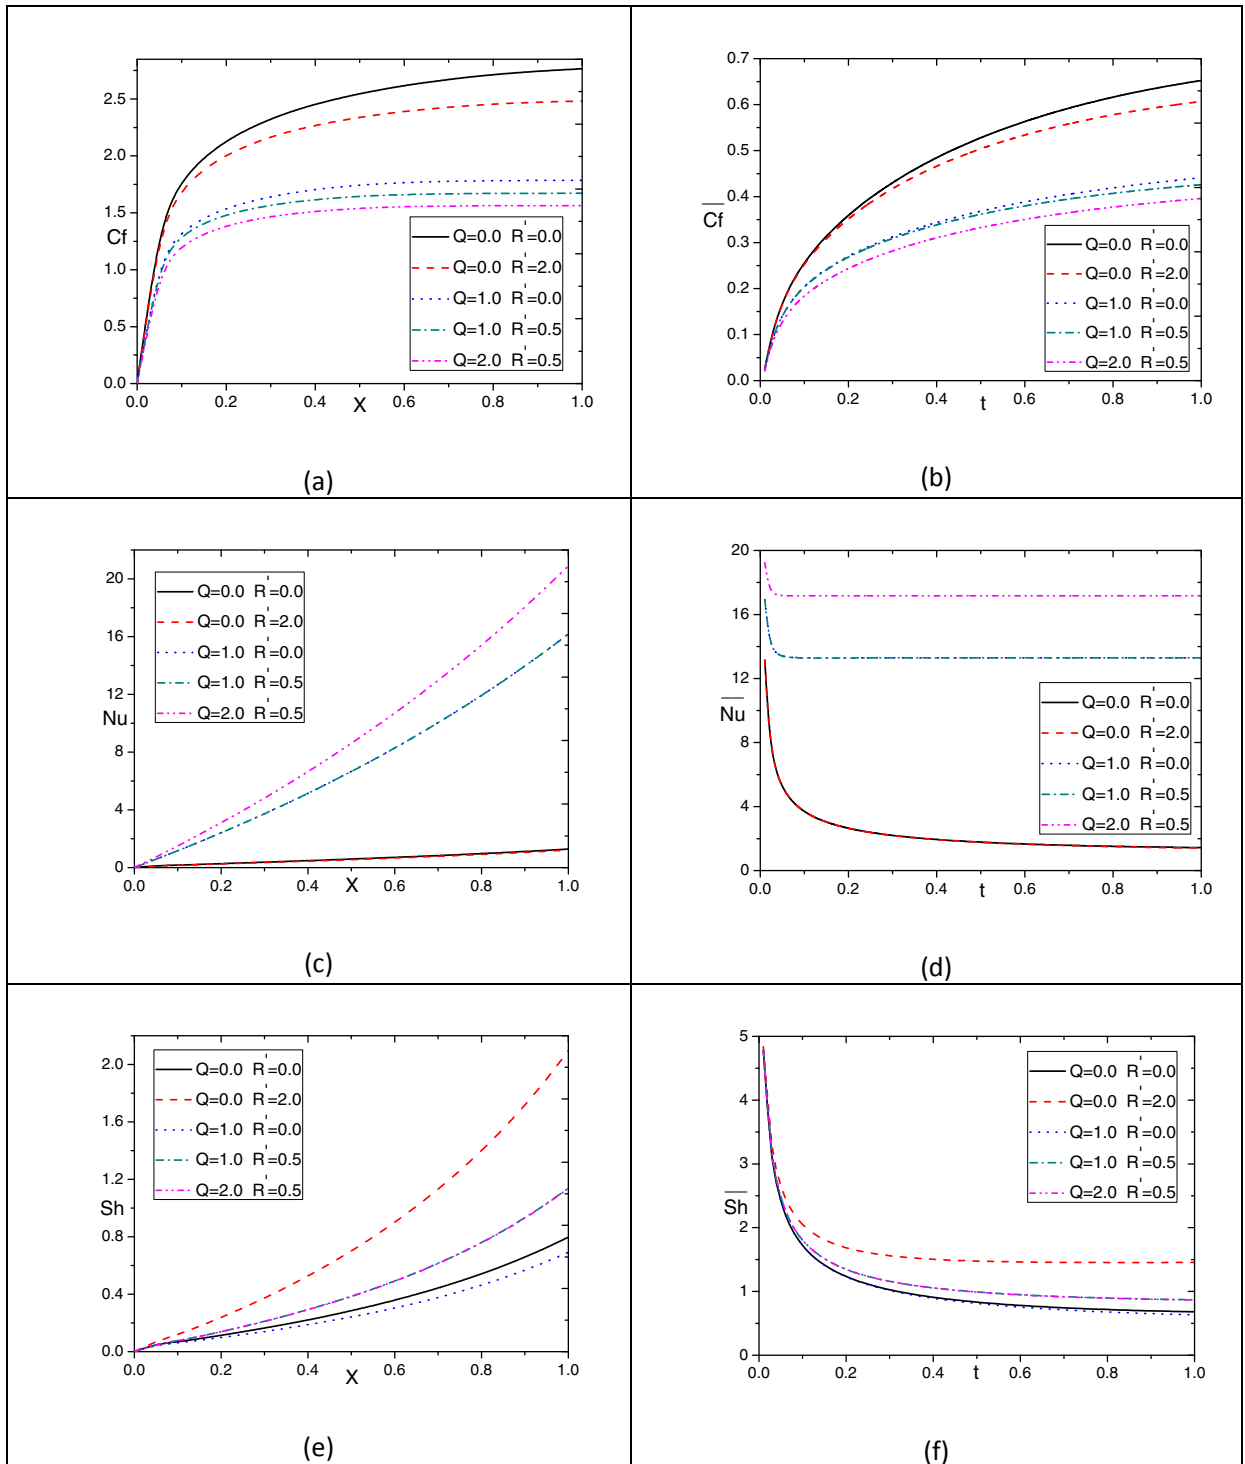 2.5
2.0
1.5
Cf
1.0
0.5
0.0
0.0 0.2 0.4 0.6 0.8 1.0
X
Q=0.0 R'=0.0
Q=0.0 R'=2.0
Q=1.0 R'=0.0
Q=1.0 R'=0.5
Q=2.0 R'=0.5
(a)
0.7
0.6
0.5
0.4
Cf
0.3
0.2
0.1
0.0
0.0 0.2 0.4 0.6 0.8 1.0
t
Q=0.0 R'=0.0
Q=0.0 R'=2.0
Q=1.0 R'=0.0
Q=1.0 R'=0.5
Q=2.0 R'=0.5
(b)
20
16
12
Nu
8
4
0
0.0 0.2 0.4 0.6 0.8 1.0
X
Q=0.0 R'=0.0
Q=0.0 R'=2.0
Q=1.0 R'=0.0
Q=1.0 R'=0.5
Q=2.0 R'=0.5
(c)
20
16
12
Nu
8
4
0
0.0 0.2 0.4 0.6 0.8 1.0
t
Q=0.0 R'=0.0
Q=0.0 R'=2.0
Q=1.0 R'=0.0
Q=1.0 R'=0.5
Q=2.0 R'=0.5
(d)
2.0
1.6
1.2
Sh
0.8
0.4
0.0
0.0 0.2 0.4 0.6 0.8 1.0
X
Q=0.0 R'=0.0
Q=0.0 R'=2.0
Q=1.0 R'=0.0
Q=1.0 R'=0.5
Q=2.0 R'=0.5
(e)
5
4
3
Sh
2
1
0
0.0 0.2 0.4 0.6 0.8 1.0
t
Q=0.0 R'=0.0
Q=0.0 R'=2.0
Q=1.0 R'=0.0
Q=1.0 R'=0.5
Q=2.0 R'=0.5
(f)